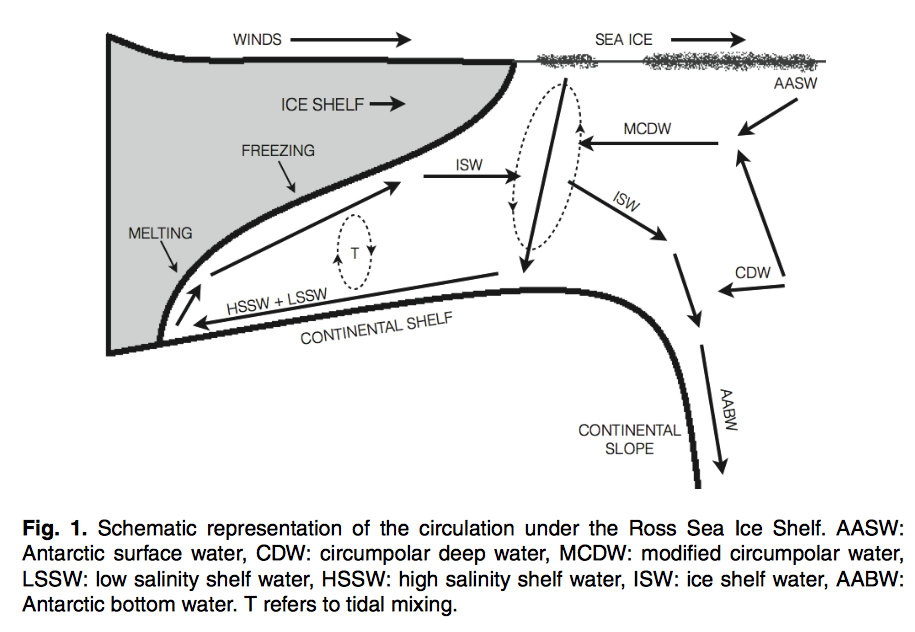 WINDS
SEA ICE
AASW
ICE SHELF
MCDW
FREEZING
ISW
ISW
MELTING
T
CDW
HSSW + LSSW
CONTINENTAL SHELF
AABW
CONTINENTAL
SLOPE
Fig. 1. Schematic representation of the circulation under the Ross Sea Ice Shelf. AASW:
Antarctic surface water, CDW: circumpolar deep water, MCDW: modified circumpolar water,
LSSW: low salinity shelf water, HSSW: high salinity shelf water, ISW: ice shelf water, AABW:
Antarctic bottom water. T refers to tidal mixing.